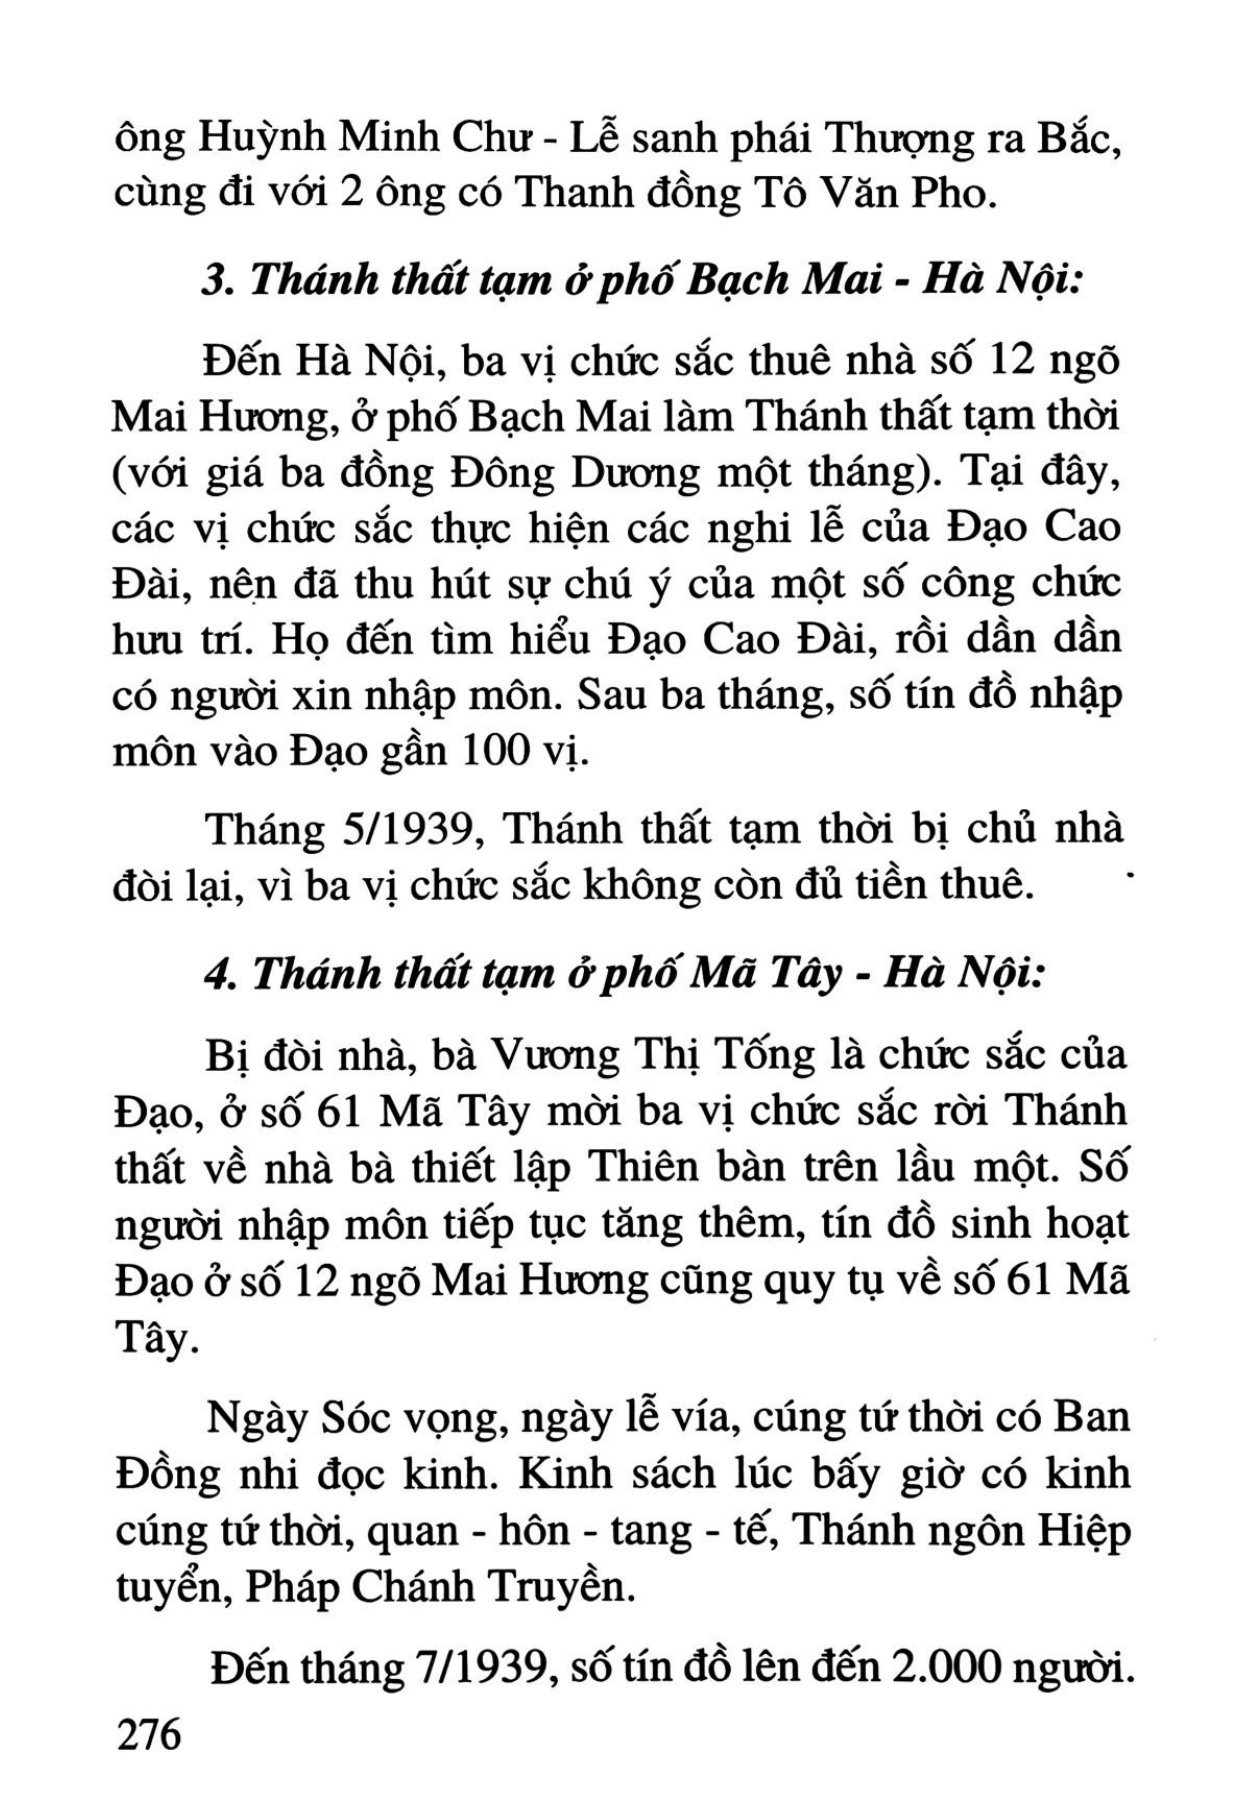 ông Huỳnh Minh Chư - Lễ sanh phái Thượng ra Bắc,
cùng đi với 2 ông có Thanh đồng Tô Văn Pho.
3. Thánh thất tạm ở phố Bạch Mai - Hà Nội:
Đến Hà Nội, ba vị chức sắc thuê nhà số 12 ngõ
Mai Hương, ở phố Bạch Mai làm Thánh thất tạm thời
(với giá ba đồng Đông Dương một tháng). Tại đây,
các vị chức sắc thực hiện các nghi lễ của Đạo Cao
Đài, nên đã thu hút sự chú ý của một số công chức
hưu trí. Họ đến tìm hiểu Đạo Cao Đài, rồi dần dần
có người xin nhập môn. Sau ba tháng, số tín đồ nhập
môn vào Đạo gần 100 vị.
Tháng 5/1939, Thánh thất tạm thời bị chủ nhà
đòi lại, vì ba vị chức sắc không còn đủ tiền thuê.
4. Thánh thất tạm ở phố Mã Tây - Hà Nội:
Bị đòi nhà, bà Vương Thị Tống là chức sắc của
Đạo, ở số 61 Mã Tây mời ba vị chức sắc rời Thánh
thất về nhà bà thiết lập Thiên bàn trên lầu một. Số
người nhập môn tiếp tục tăng thêm, tín đồ sinh hoạt
Đạo ở số 12 ngõ Mai Hương cũng quy tụ về số 61 Mã
Tây.
Ngày Sóc vọng, ngày lễ vía, cúng tứ thời có Ban
Đồng nhi đọc kinh. Kinh sách lúc bấy giờ có kinh
cúng tứ thời, quan - hôn - tang - tế, Thánh ngôn Hiệp
tuyển, Pháp Chánh Truyền.
Đến tháng 7/1939, số tín đồ lên đến 2.000 người.
276